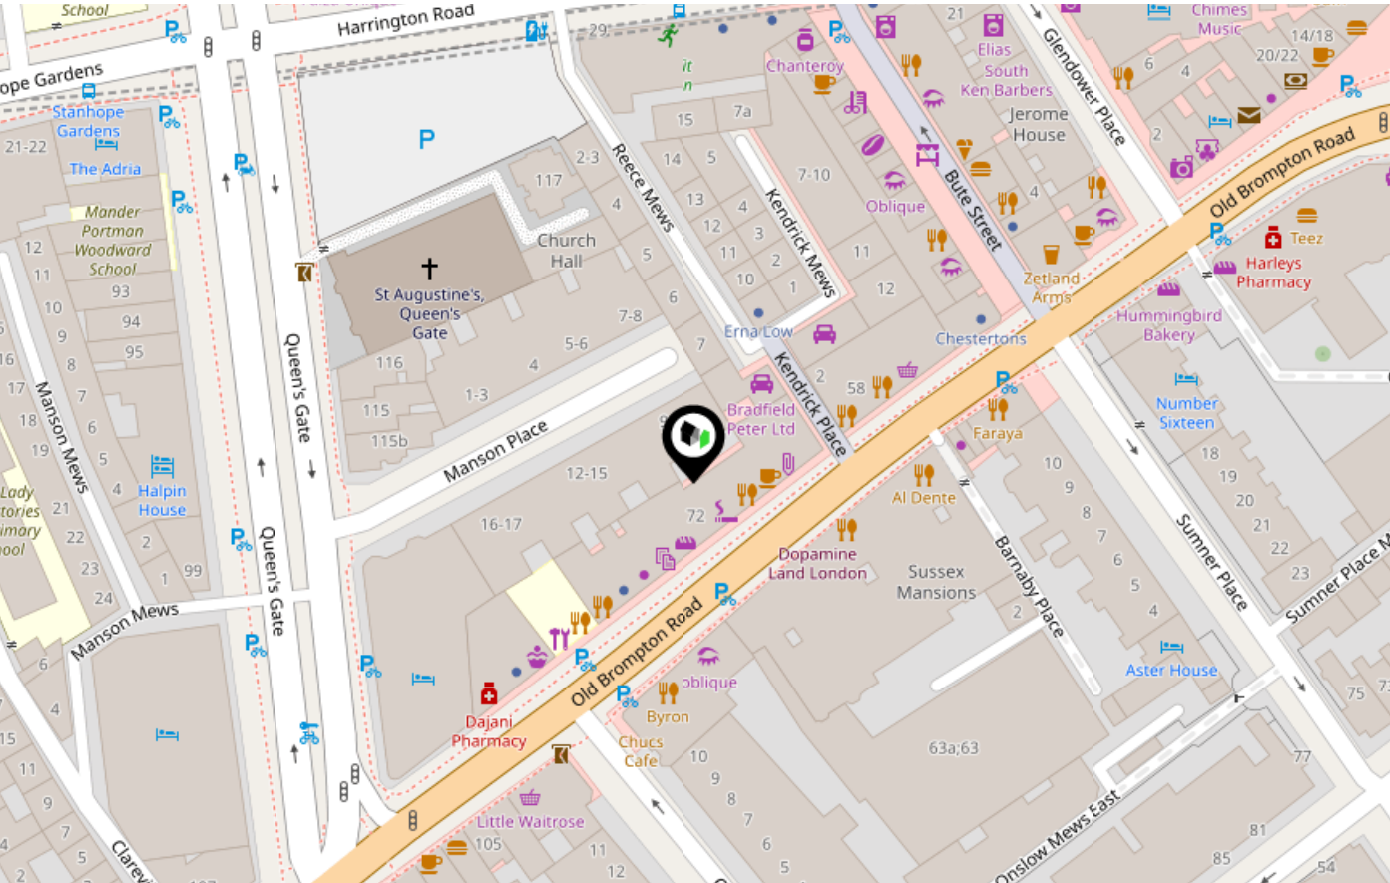 School
Harrington Road
ope Gardens
Stanhope
Gardens
21-22
The Adria
Mander
Portman
Woodward
School
12
11
10
9
8
7
6
5
4
2
1
99
93
94
95
16
17
18
19
21
22
23
24
Manson Mews
Halpin
House
Lady
tories
imary
ool
Manson Mews
6
4
15
11
9
7
5
3
4
Queen's Gate
Queen's Gate
P
117
Church
Hall
St Augustine's,
Queen's
Gate
116
115
115b
1-3
4
5-6
7-8
Manson Place
12-15
16-17
29
it
n
15
7a
2-3
4
5
6
7
Reece Mews
14
13
12
11
10
9
5
4
3
2
1
Kendrick Mews
7-10
11
12
Erna Low
Chanteroy
Oblique
Bute Street
21
Elias
South
Ken Barbers
Jerome
House
4
Glendower Place
Chimes
Music
14/18
20/22
6
4
2
Old Brompton Road
Teez
Harleys
Pharmacy
Zetland
Arms
Hummingbird
Bakery
Chestertons
Kendrick Place
2
58
Bradfield
Peter Ltd
72
Faraya
Al Dente
Number
Sixteen
Dopamine
Land London
Sussex
Mansions
10
9
8
7
6
5
4
18
19
20
21
22
23
Sumner Place
Sumner Place M
Barnaby Place
2
Aster House
75
77
63a;63
Old Brompton Road
oblique
Byron
Chucs
Cafe
Dajani
Pharmacy
Little Waitrose
105
11
12
10
9
8
7
6
5
Onslow Mews East
81
85
54